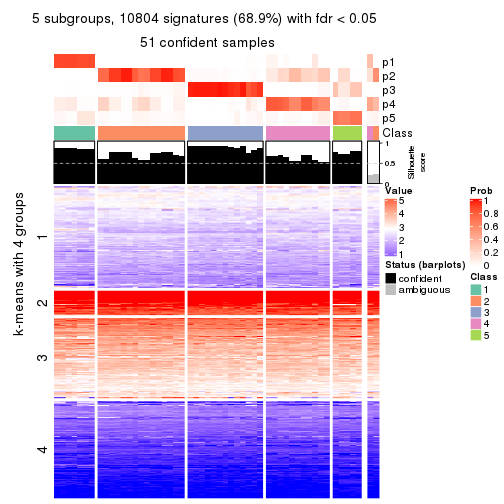 5 subgroups, 10804 signatures (68.9%) with fdr < 0.05
51 confident samples
p1
p2
p3
p4
p5
Class
1
0.5
0
Silhouette
score
k-means with 4 groups
1
2
3
4
Value
5
4
3
2
1
Status (barplots)
confident
ambiguous
Prob
1
0.8
0.6
0.4
0.2
0
Class
1
2
3
4
5